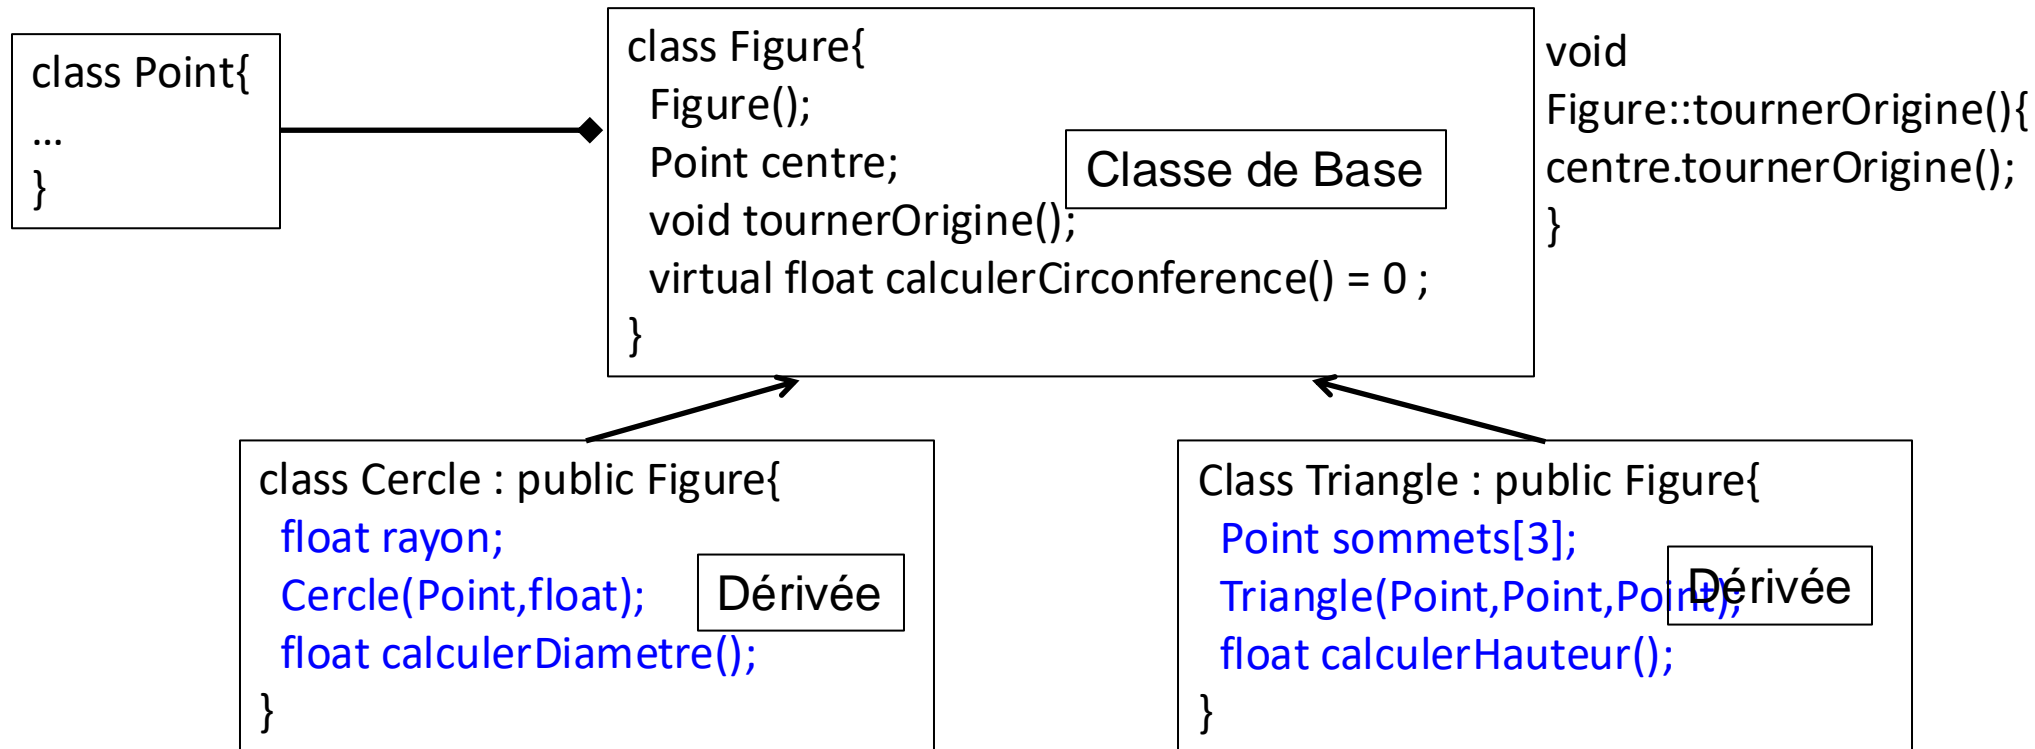 class Point{
...
}
class Figure{
Figure();
Point centre;
void tournerOrigine();
virtual float calculerCirconference() = 0 ;
}
Classe de Base
void
Figure::tournerOrigine(){
centre.tournerOrigine();
}
class Cercle : public Figure{
float rayon;
Cercle(Point,float);
float calculerDiametre();
}
Dérivée
Class Triangle : public Figure{
Point sommets[3];
Triangle(Point,Point,Point);
float calculerHauteur();
}
Dérivée